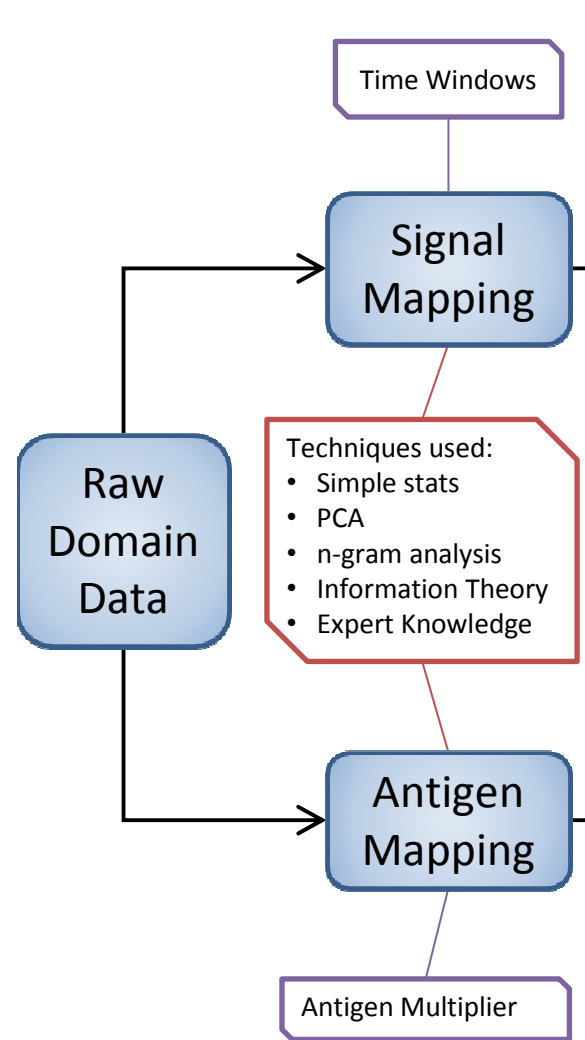 Time Windows
Signal
Mapping
Raw
Domain
Data
Techniques used:
• Simple stats
• PCA
• n-gram analysis
• Information Theory
• Expert Knowledge
Antigen
Mapping
Antigen Multiplier